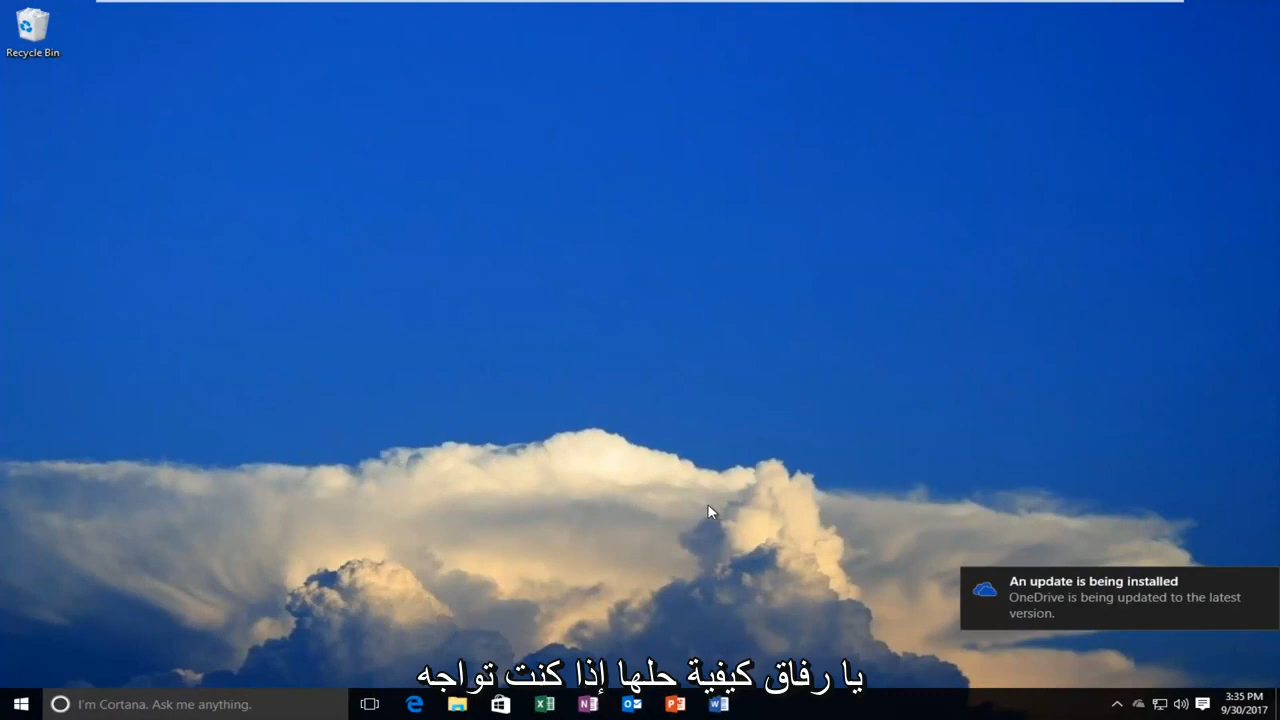 Recycle Bin
An update is being installed
OneDrive is being updated to the latest
version.
يا رفاق كيفية حلها إذا كنت تواجه
I'm Cortana. Ask me anything.
3:35 PM
9/30/2017